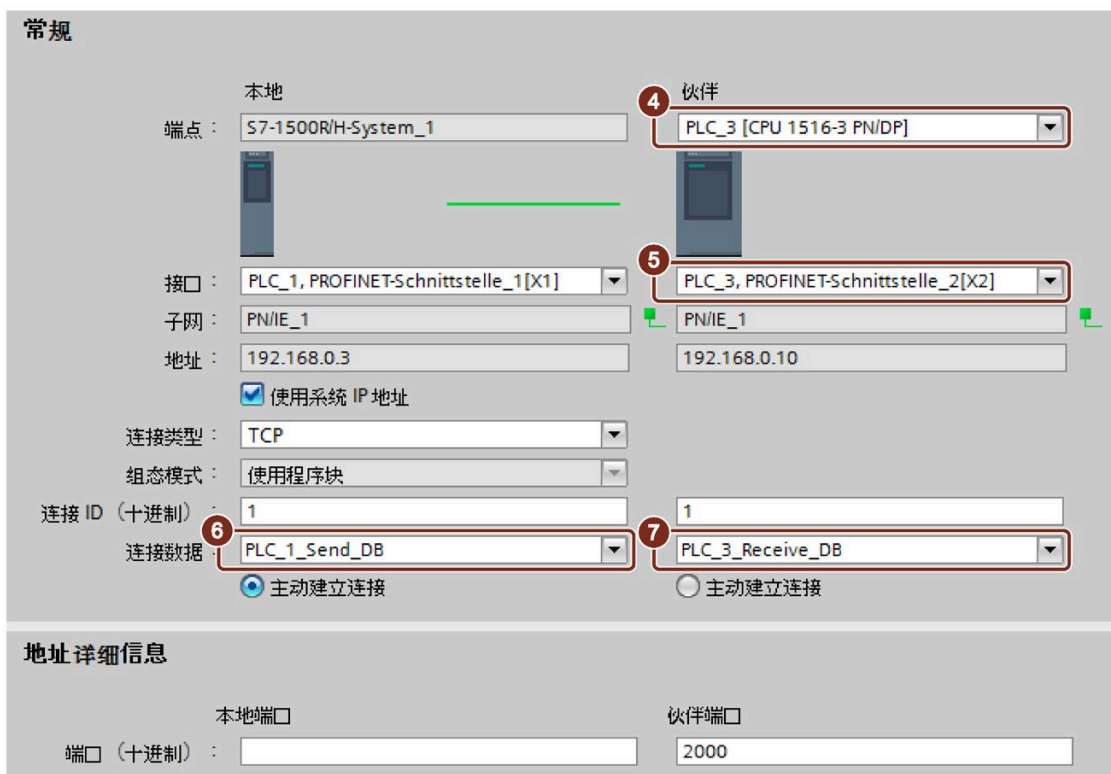 常规
本地 伙伴
4
端点： S7-1500R/H-System_1 PLC_3 [CPU 1516-3 PN/DP]
5
接口： PLC_1, PROFINET-Schnittstelle_1[X1] PLC_3, PROFINET-Schnittstelle_2[X2]
子网： PN/IE_1 PN/IE_1
地址： 192.168.0.3 192.168.0.10
使用系统 IP 地址
连接类型： TCP
组态模式： 使用程序块
连接 ID（十进制）： 1 1
6 7
连接数据： PLC_1_Send_DB PLC_3_Receive_DB
主动建立连接 主动建立连接
地址详细信息
本地端口 伙伴端口
端口（十进制）： 2000